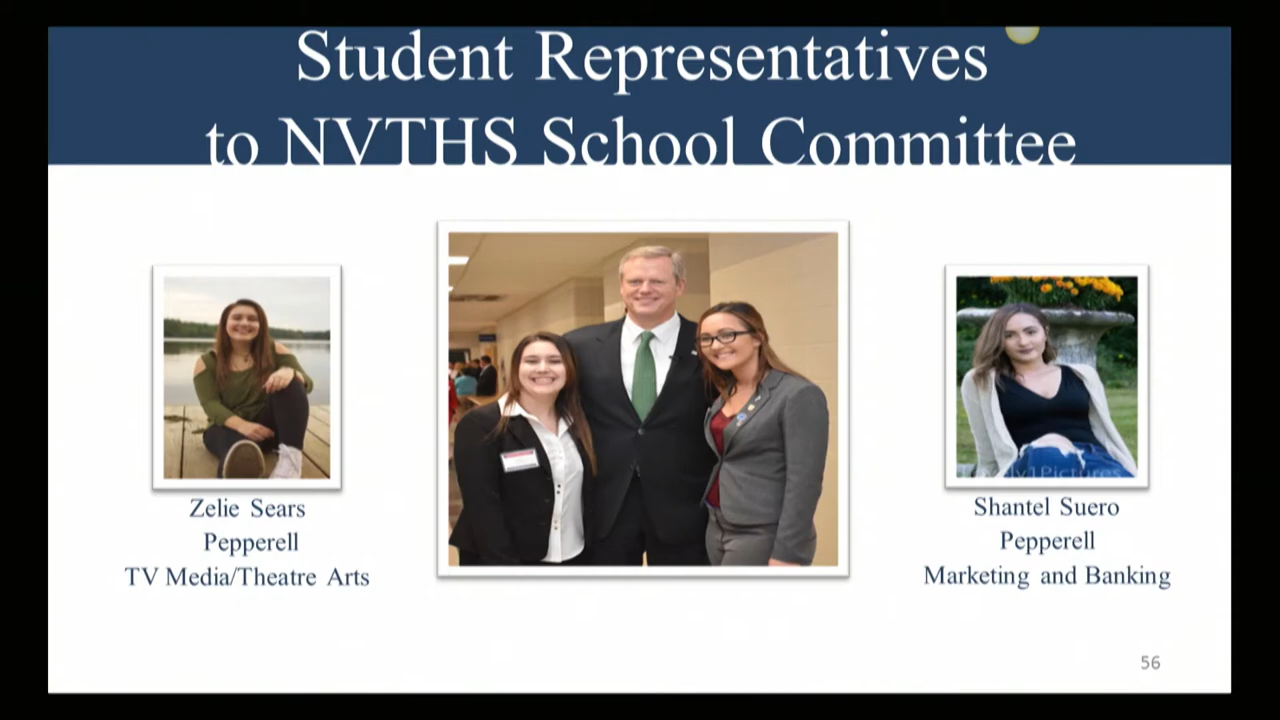 Student Representatives
to NVTHS School Committee
Zelie Sears
Pepperell
TV Media/Theatre Arts
Shantel Suero
Pepperell
Marketing and Banking
56